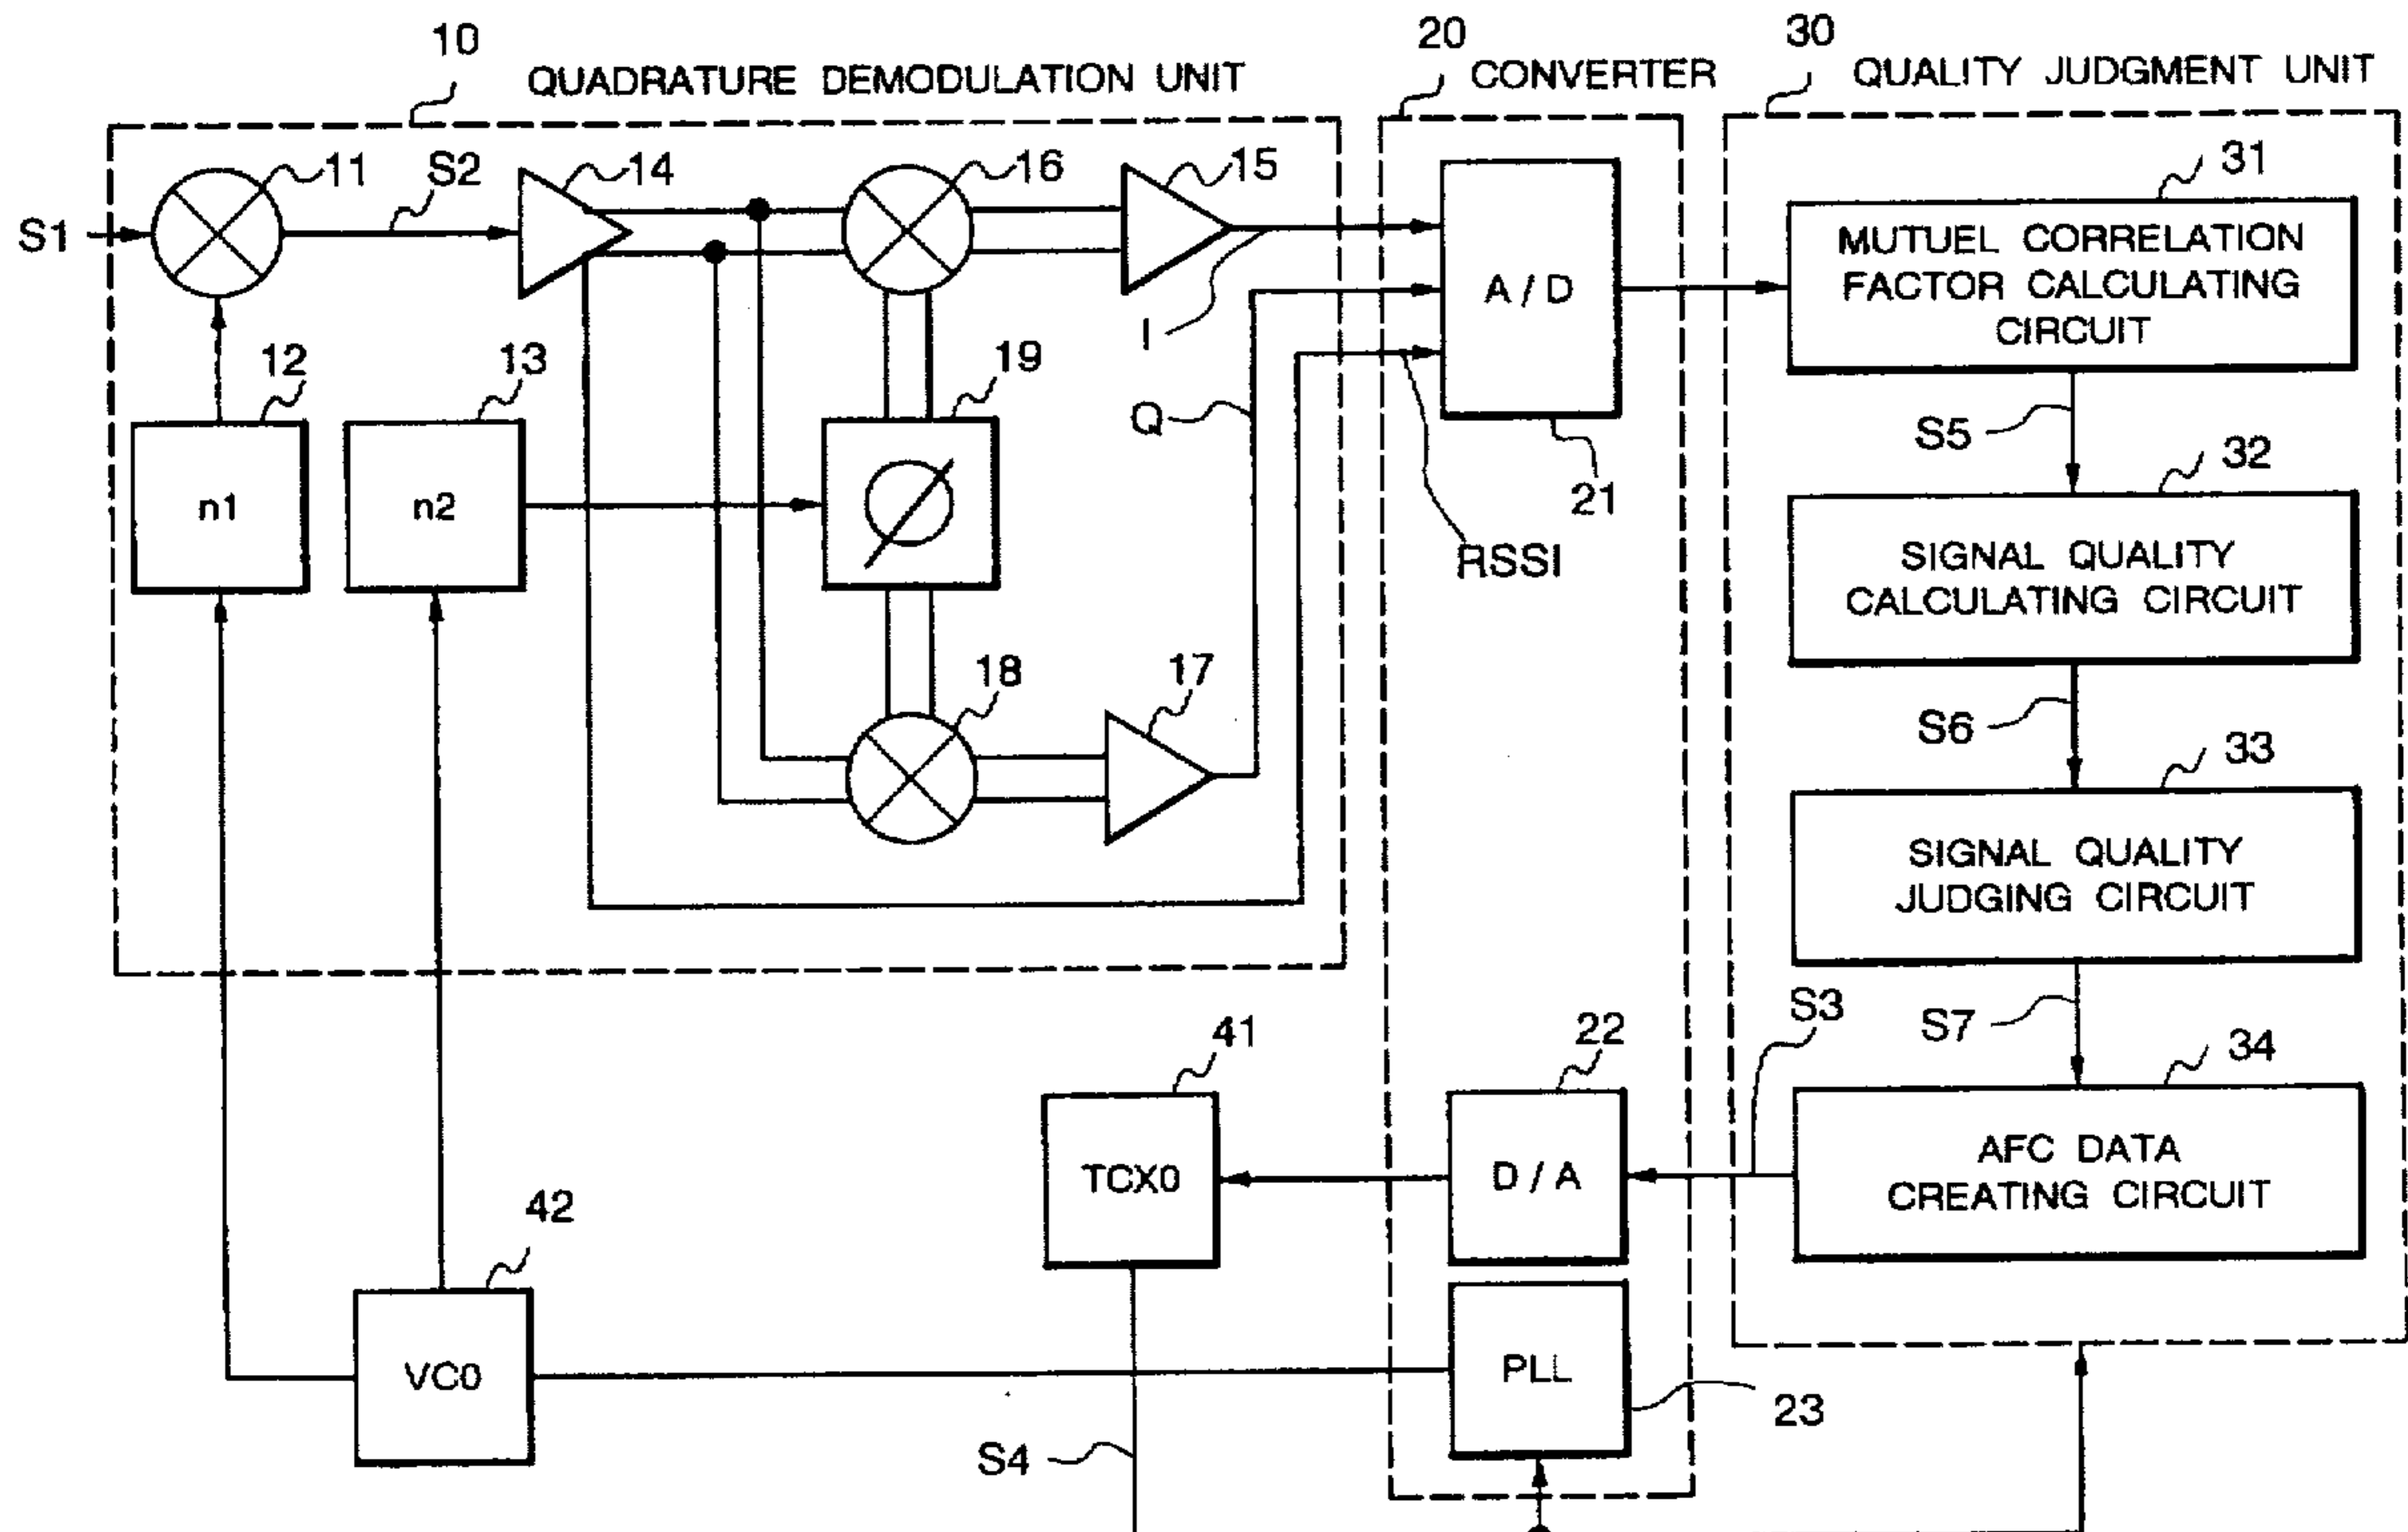 10
QUADRATURE DEMODULATION UNIT
20
CONVERTER
30
QUALITY JUDGMENT UNIT
S1
11
S2
14
16
15
I
12
13
19
Q
n1
n2
18
17
A / D
21
RSSI
31
MUTUEL CORRELATION
FACTOR CALCULATING
CIRCUIT
S5
32
SIGNAL QUALITY
CALCULATING CIRCUIT
S6
33
SIGNAL QUALITY
JUDGING CIRCUIT
S7
S3
34
AFC DATA
CREATING CIRCUIT
41
TCX0
22
D / A
42
VC0
PLL
23
S4